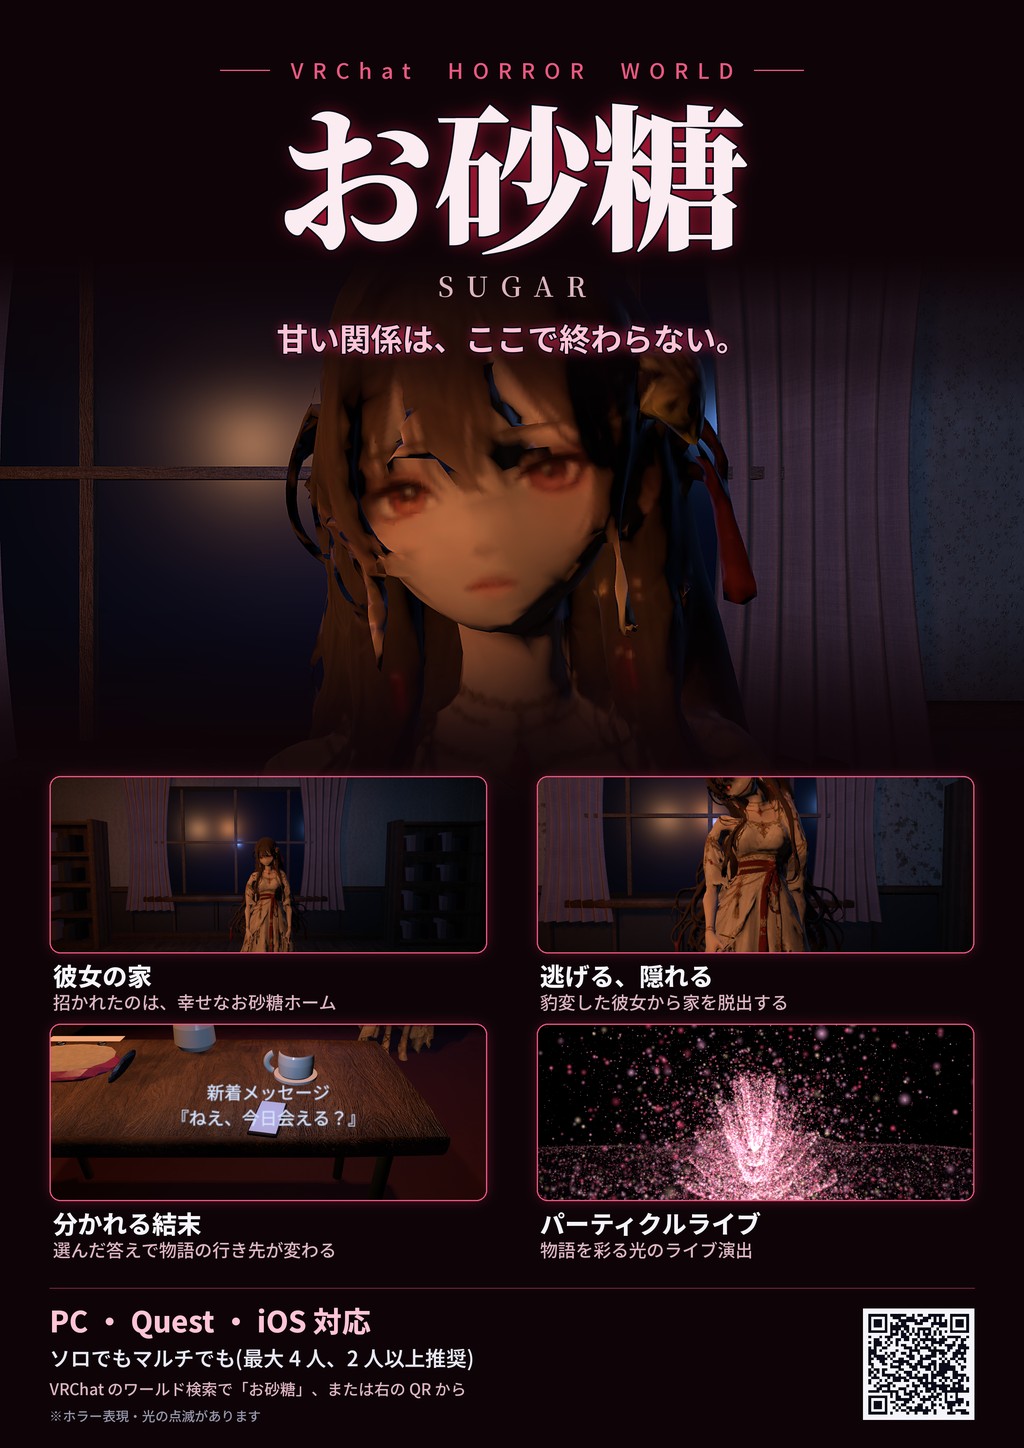 VRChat HORROR WORLD
お砂糖
SUGAR
甘い関係は、ここで終わらない。
彼女の家
招かれたのは、幸せなお砂糖ホーム
逃げる、隠れる
豹変した彼女から家を脱出する
新着メッセージ
『ねえ、今日会える？』
分かれる結末
選んだ答えで物語の行き先が変わる
パーティクルライブ
物語を彩る光のライブ演出
PC ・ Quest ・ iOS 対応
ソロでもマルチでも(最大 4 人、2 人以上推奨)
VRChat のワールド検索で「お砂糖」、または右の QR から
※ホラー表現・光の点滅があります